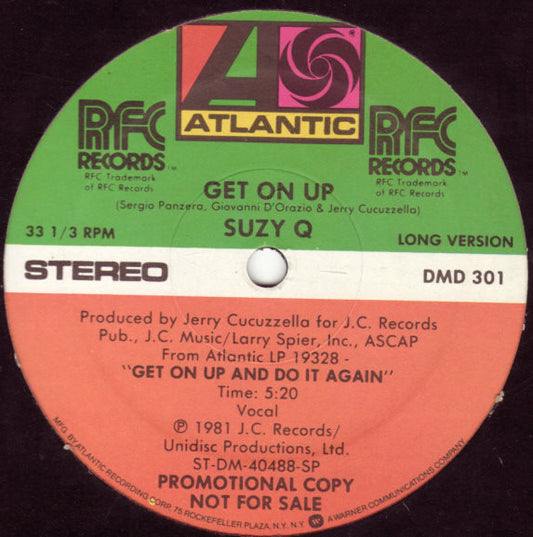 ATLANTIC
RFC
RECORDS™
RFC Trademark
of RFC Records
RFC
RECORDS™
RFC Trademark
of RFC Records
GET ON UP
(Sergio Panzera, Giovanni D'Orazio & Jerry Cucuzzella)
SUZY Q
33 1/3 RPM
LONG VERSION
STEREO
DMD 301
Produced by Jerry Cucuzzella for J.C. Records
Pub., J.C. Music/Larry Spier, Inc., ASCAP
From Atlantic LP 19328 -
"GET ON UP AND DO IT AGAIN"
Time: 5:20
Vocal
℗ 1981 J.C. Records/
Unidisc Productions, Ltd.
ST-DM-40488-SP
PROMOTIONAL COPY
NOT FOR SALE
MFG. BY ATLANTIC RECORDING CORP. 75 ROCKEFELLER PLAZA, N.Y. N.Y. A WARNER COMMUNICATIONS COMPANY